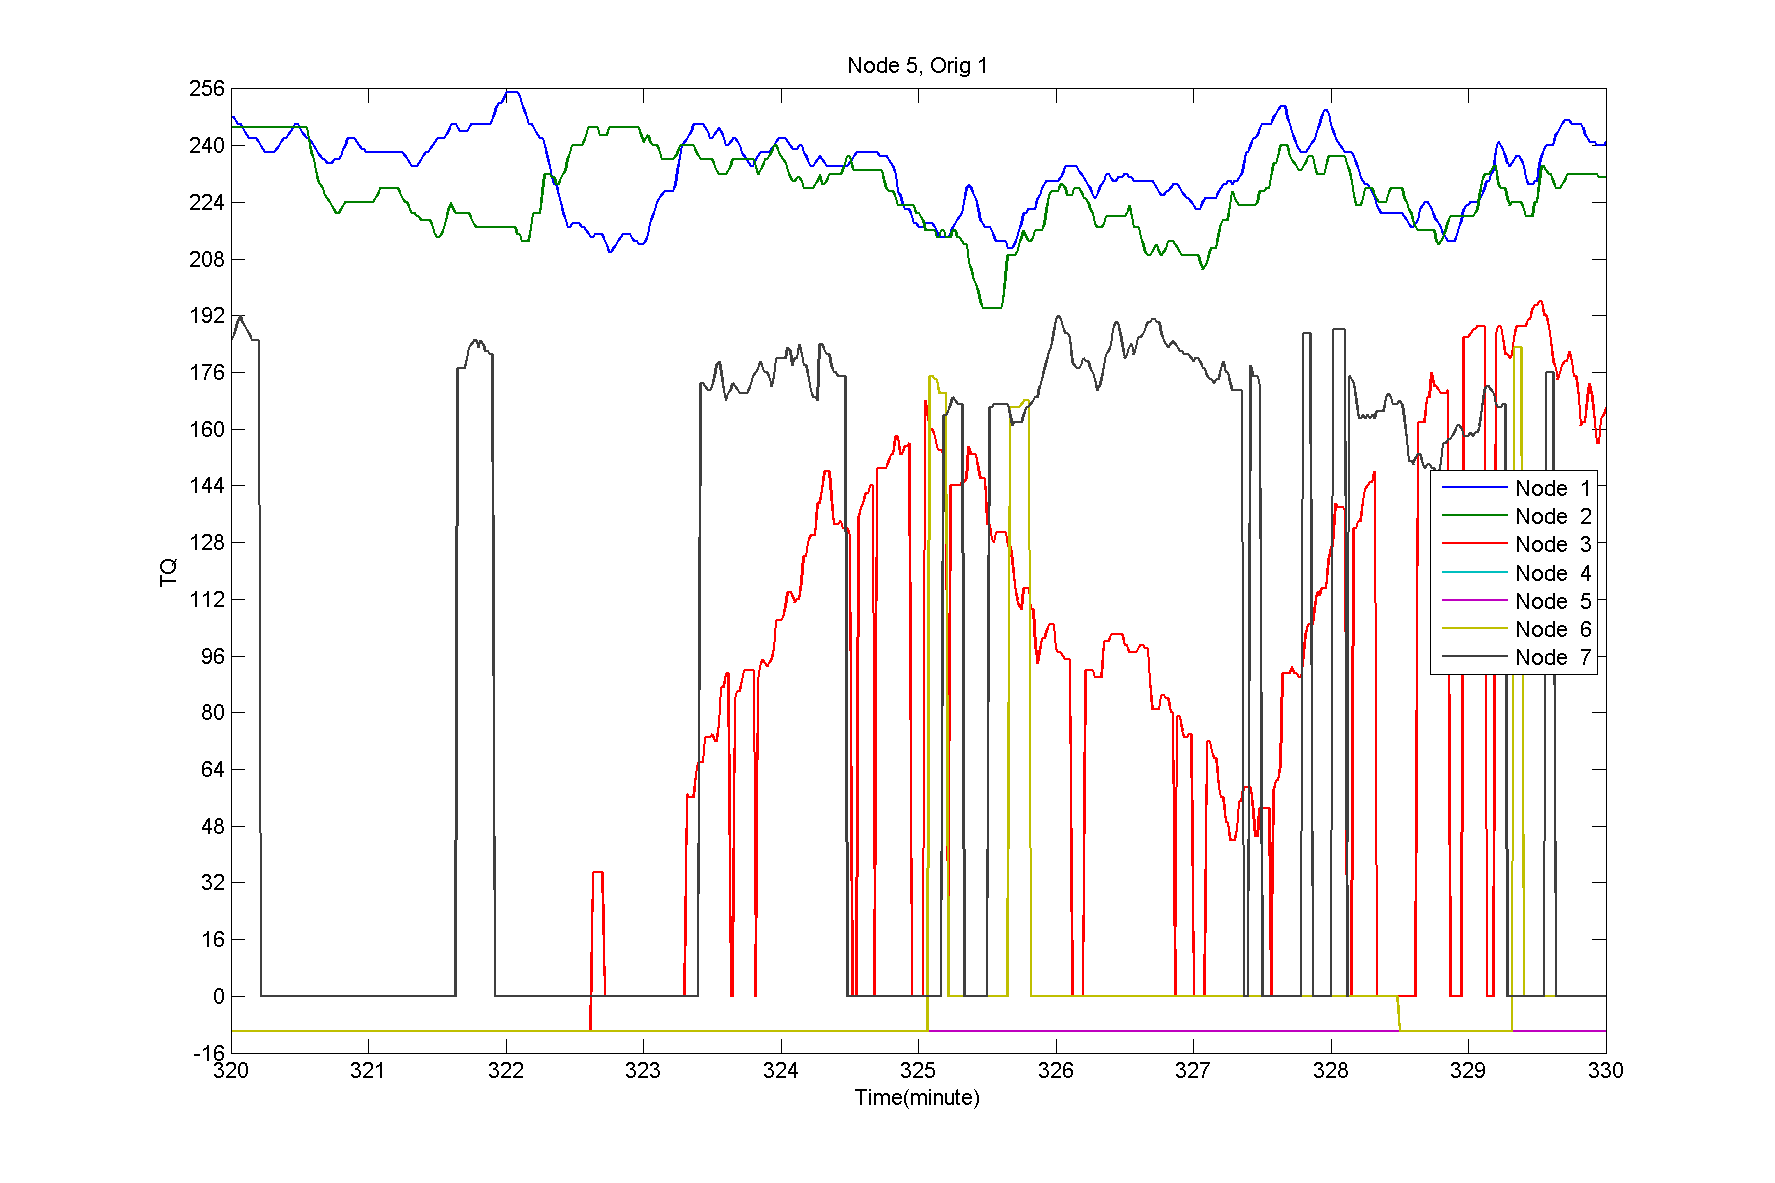 Node 5, Orig 1
256
240
224
208
192
176
160
144
128
112
96
80
64
48
32
16
0
-16
TQ
Node 1
Node 2
Node 3
Node 4
Node 5
Node 6
Node 7
320 321 322 323 324 325 326 327 328 329 330
Time(minute)